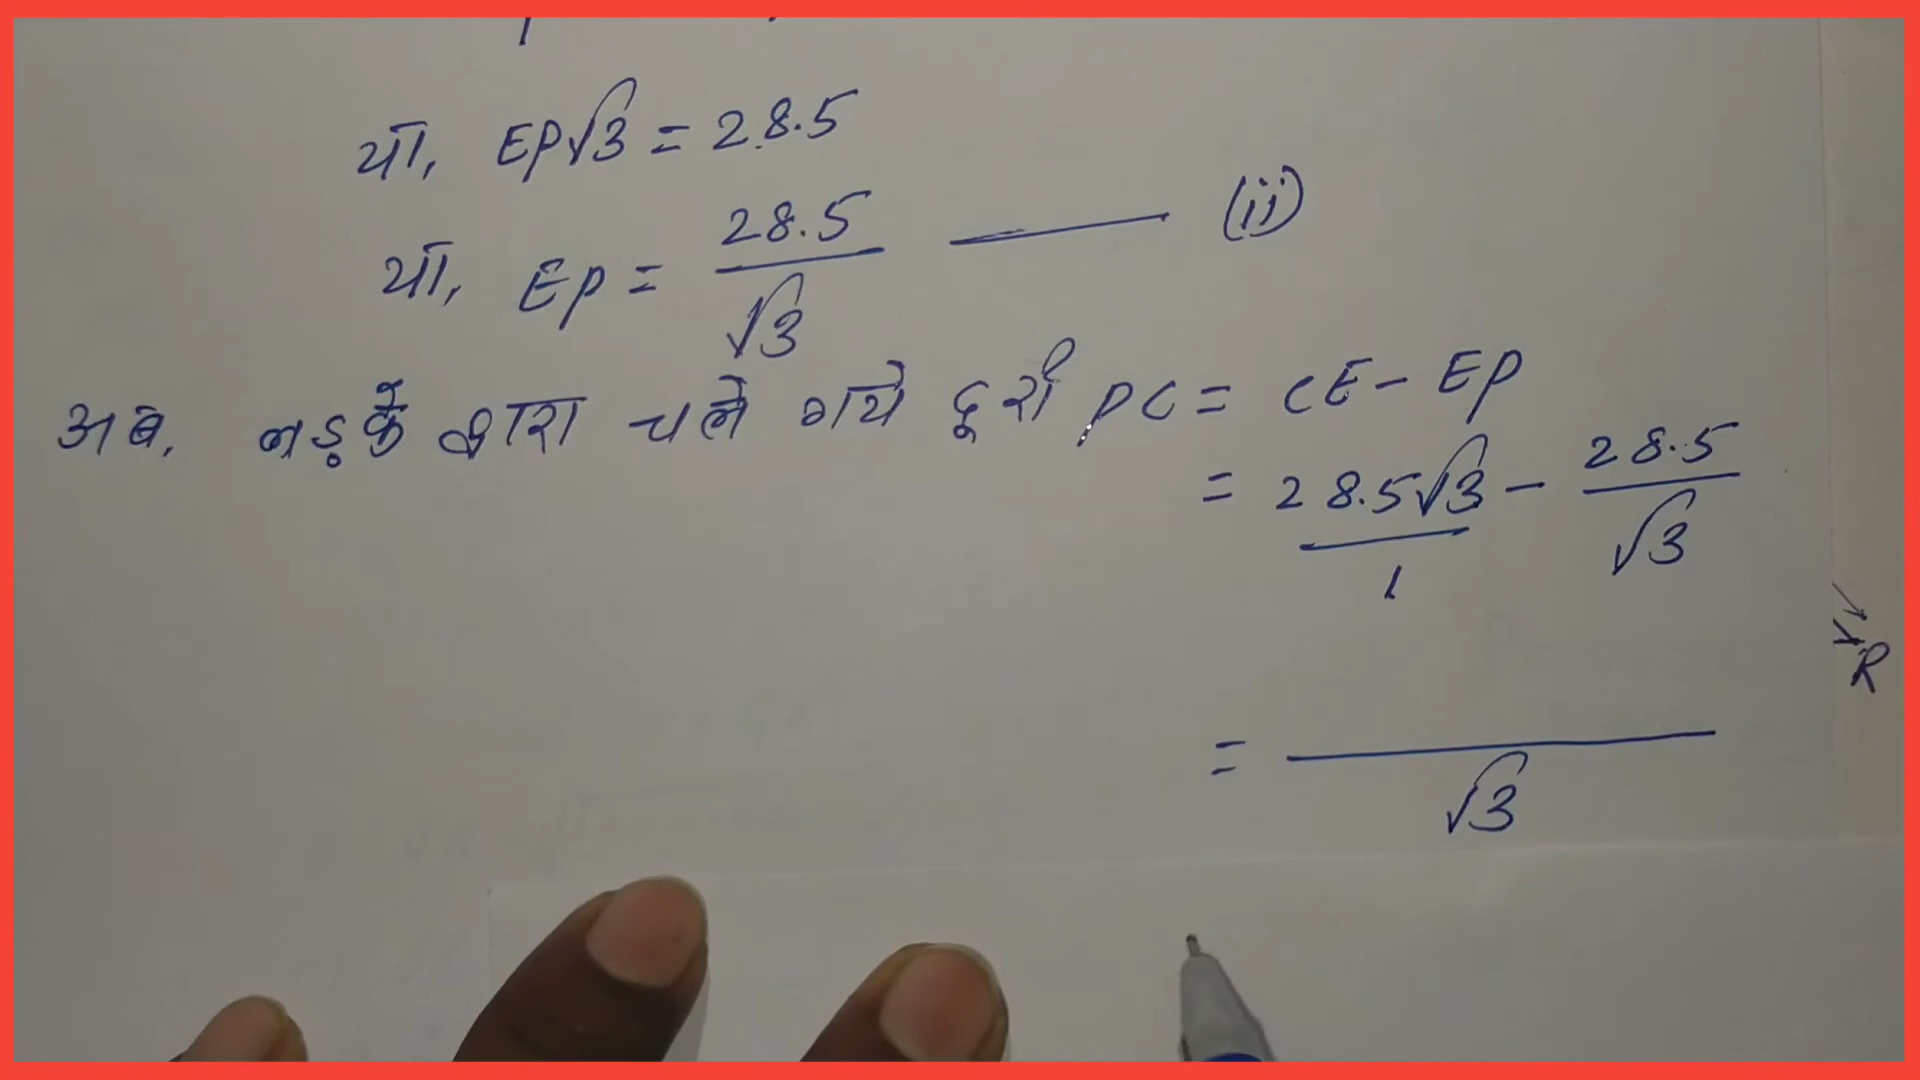 या, EP√3 = 28.5
या, EP = 28.5/√3 —— (ii)
अब, लड़के द्वारा चले गये दूरी PC = CE - EP
= 28.5√3/1 - 28.5/√3
R
= /√3